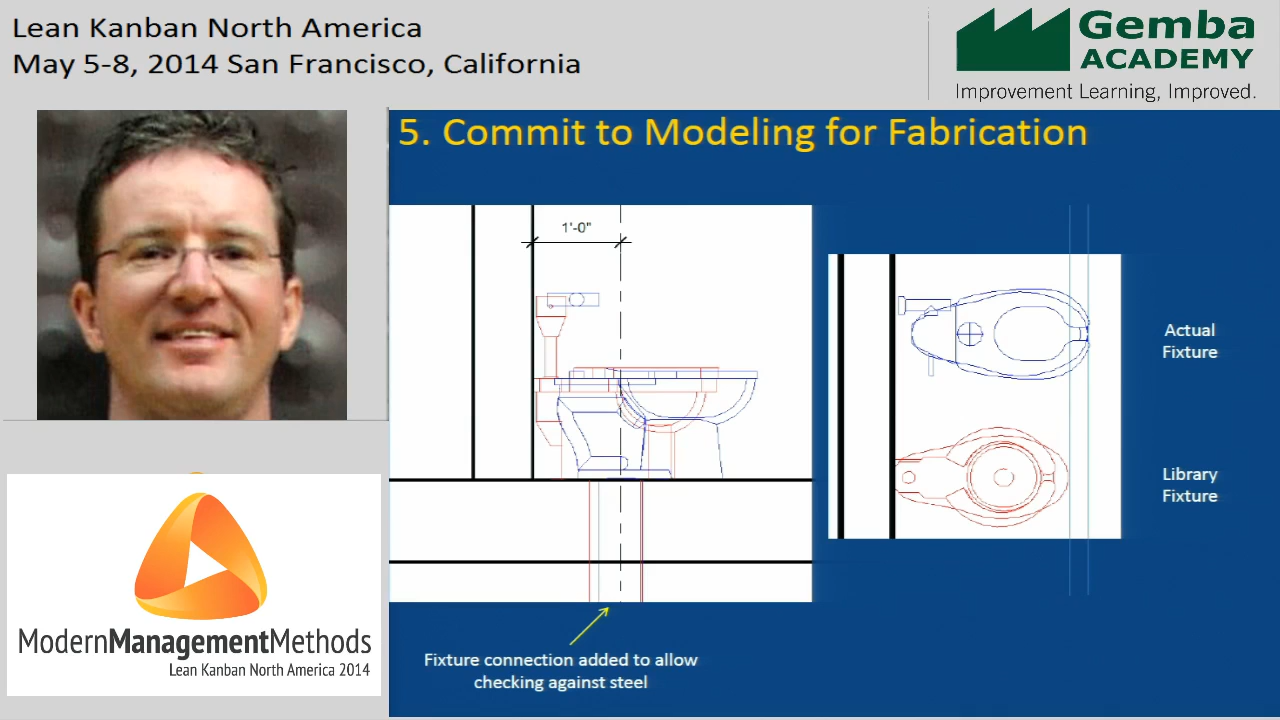 Lean Kanban North America
May 5-8, 2014 San Francisco, California
Gemba
ACADEMY
Improvement Learning, Improved.
5. Commit to Modeling for Fabrication
1'-0"
Actual
Fixture
Library
Fixture
Fixture connection added to allow
checking against steel
ModernManagementMethods
Lean Kanban North America 2014